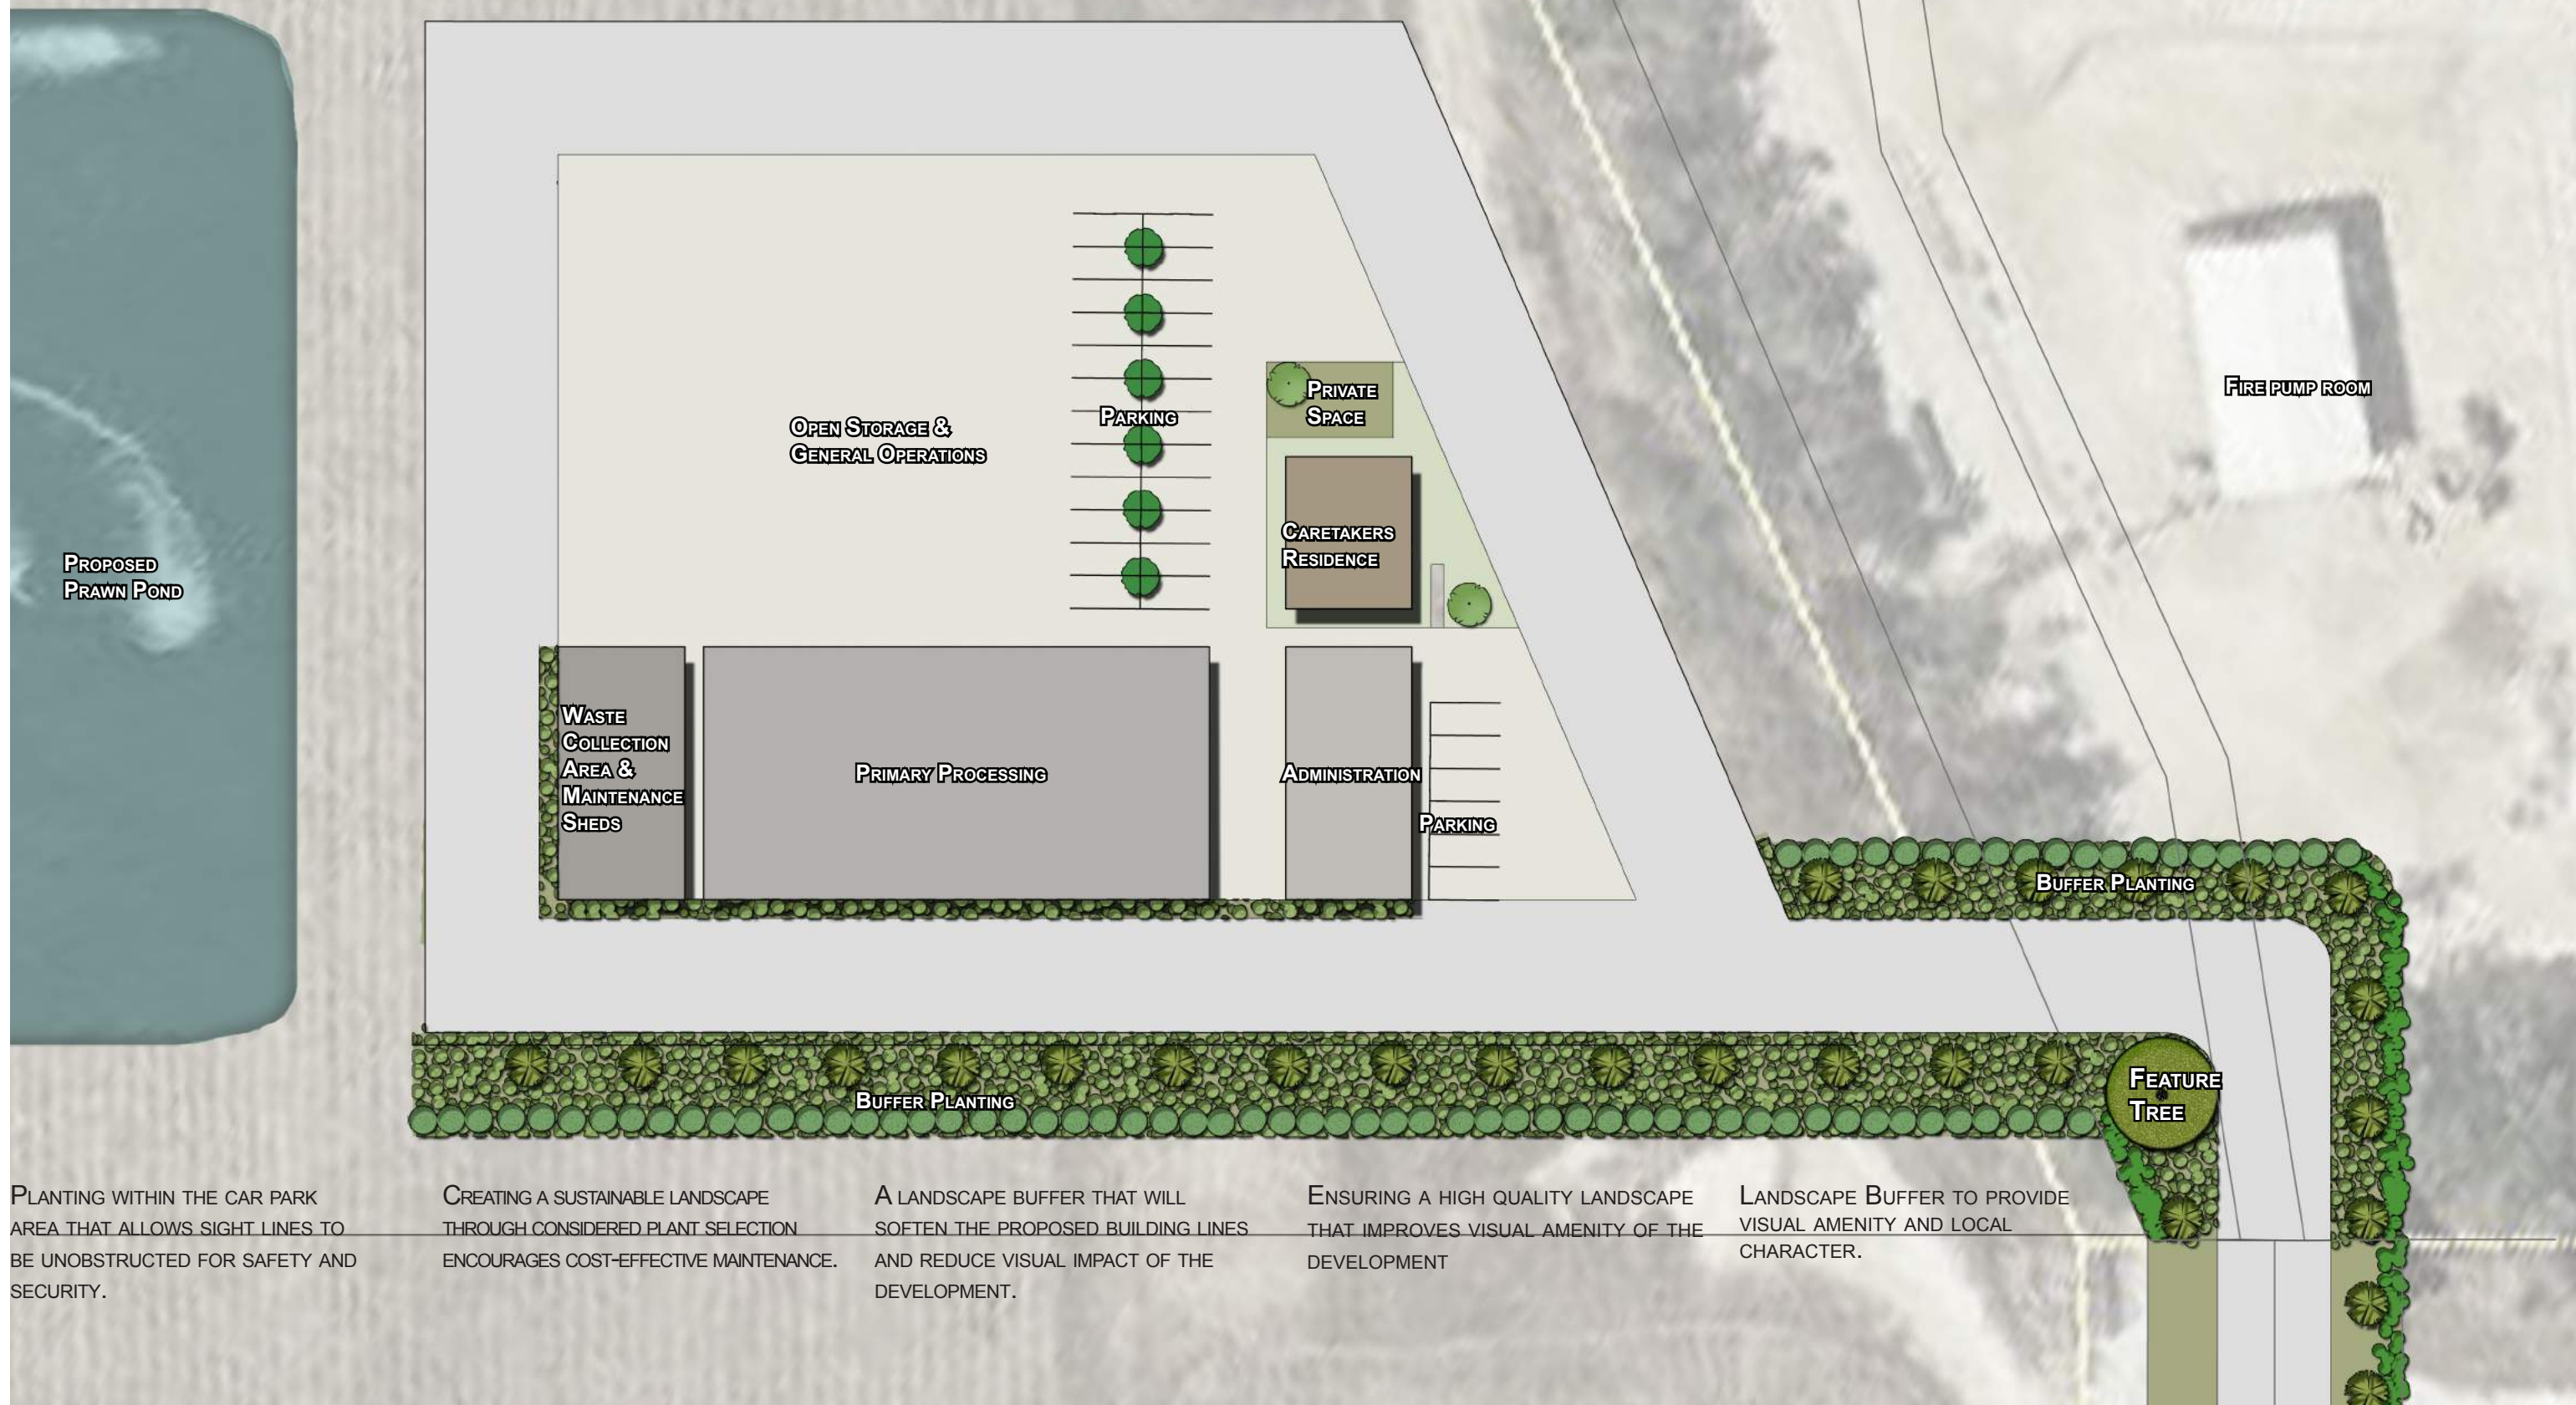 Open Storage &
General Operations
Parking
Private
Space
Fire pump room
Caretakers
Residence
Proposed
Prawn Pond
Waste
Collection
Area &
Maintenance
Sheds
Primary Processing
Administration
Parking
Buffer Planting
Buffer Planting
Feature
Tree
Planting within the car park
area that allows sight lines to
be unobstructed for safety and
security.
Creating a sustainable landscape
through considered plant selection
encourages cost-effective maintenance.
A landscape buffer that will
soften the proposed building lines
and reduce visual impact of the
development.
Ensuring a high quality landscape
that improves visual amenity of the
development
Landscape Buffer to provide
visual amenity and local
character.